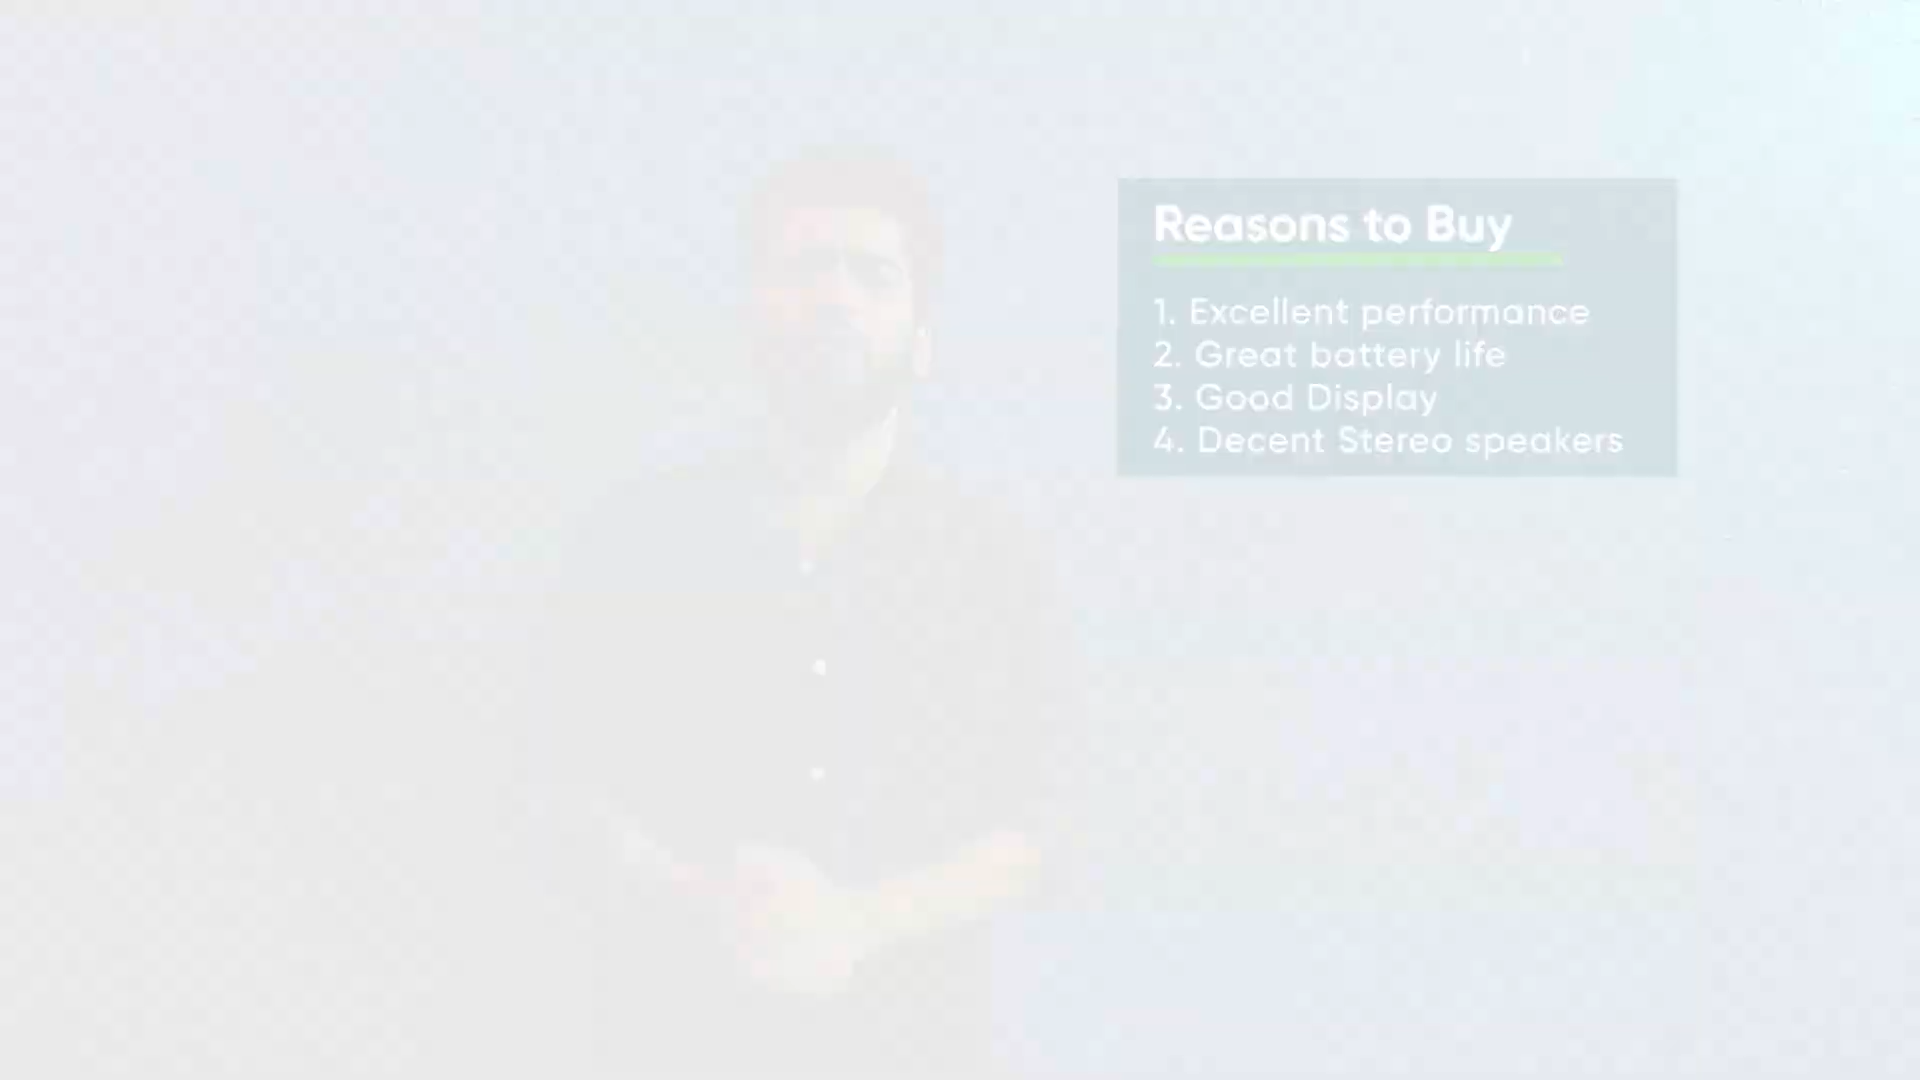 Reasons to Buy
1. Excellent performance
2. Great battery life
3. Good Display
4. Decent Stereo speakers